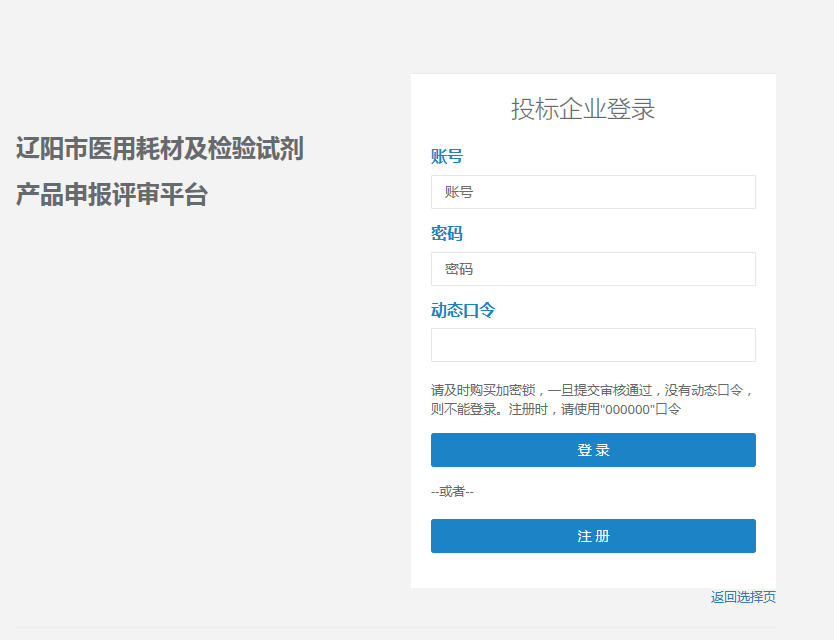 辽阳市医用耗材及检验试剂
产品申报评审平台
投标企业登录
账号
账号
密码
密码
动态口令
请及时购买加密锁，一旦提交审核通过，没有动态口令，
则不能登录。注册时，请使用"000000"口令
登 录
--或者--
注 册
返回选择页